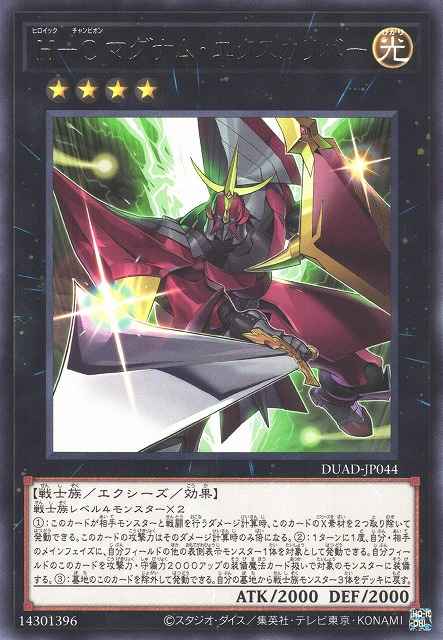 ヒロイック チャンピオン
H-C マグナム・エクスカリバー
ひかり
光
DUAD-JP044
【戦士族／エクシーズ／効果】
戦士族レベル4モンスター×2
①：このカードが相手モンスターと戦闘を行うダメージ計算時、このカードのX素材を2つ取り除いて
発動できる。このカードの攻撃力はそのダメージ計算時のみ倍になる。②：1ターンに1度、自分・相手
のメインフェイズに、自分フィールドの他の表側表示モンスター1体を対象として発動できる。自分フィールド
のこのカードを攻撃力・守備力２０００アップの装備魔法カード扱いで対象のモンスターに装備
する。③：墓地のこのカードを除外して発動できる。自分の墓地から戦士族モンスター3体をデッキに戻す。
ATK/2000 DEF/2000
14301396
©スタジオ・ダイス／集英社・テレビ東京・KONAMI